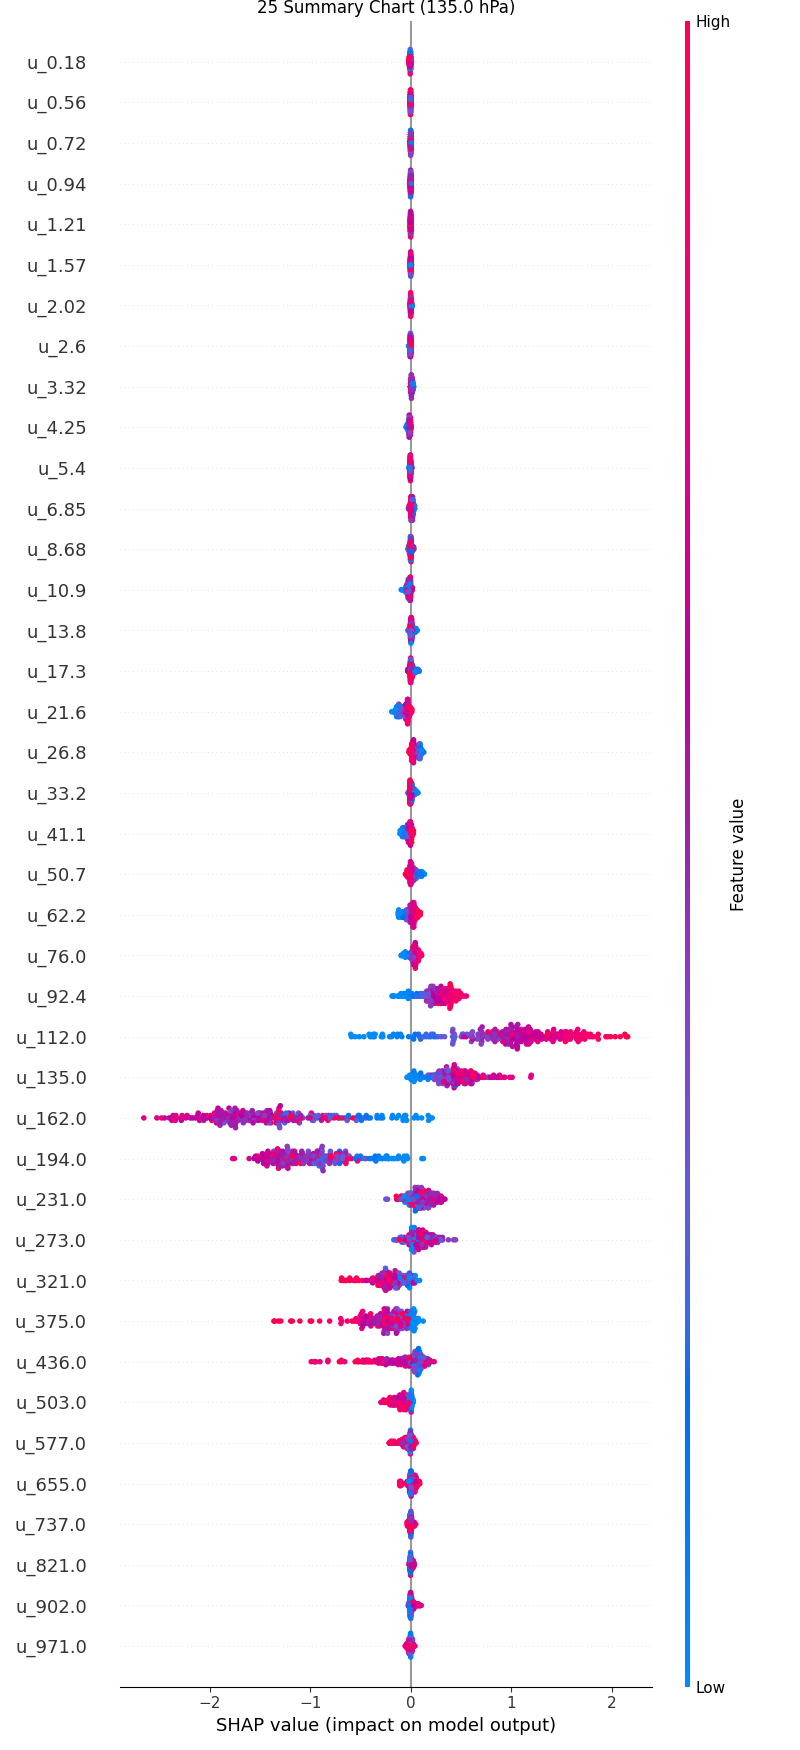 25 Summary Chart (135.0 hPa)
High
u_0.18
u_0.56
u_0.72
u_0.94
u_1.21
u_1.57
u_2.02
u_2.6
u_3.32
u_4.25
u_5.4
u_6.85
u_8.68
u_10.9
u_13.8
u_17.3
u_21.6
u_26.8
u_33.2
u_41.1
u_50.7
u_62.2
u_76.0
u_92.4
u_112.0
u_135.0
u_162.0
u_194.0
u_231.0
u_273.0
u_321.0
u_375.0
u_436.0
u_503.0
u_577.0
u_655.0
u_737.0
u_821.0
u_902.0
u_971.0
Feature value
Low
−2 −1 0 1 2
SHAP value (impact on model output)